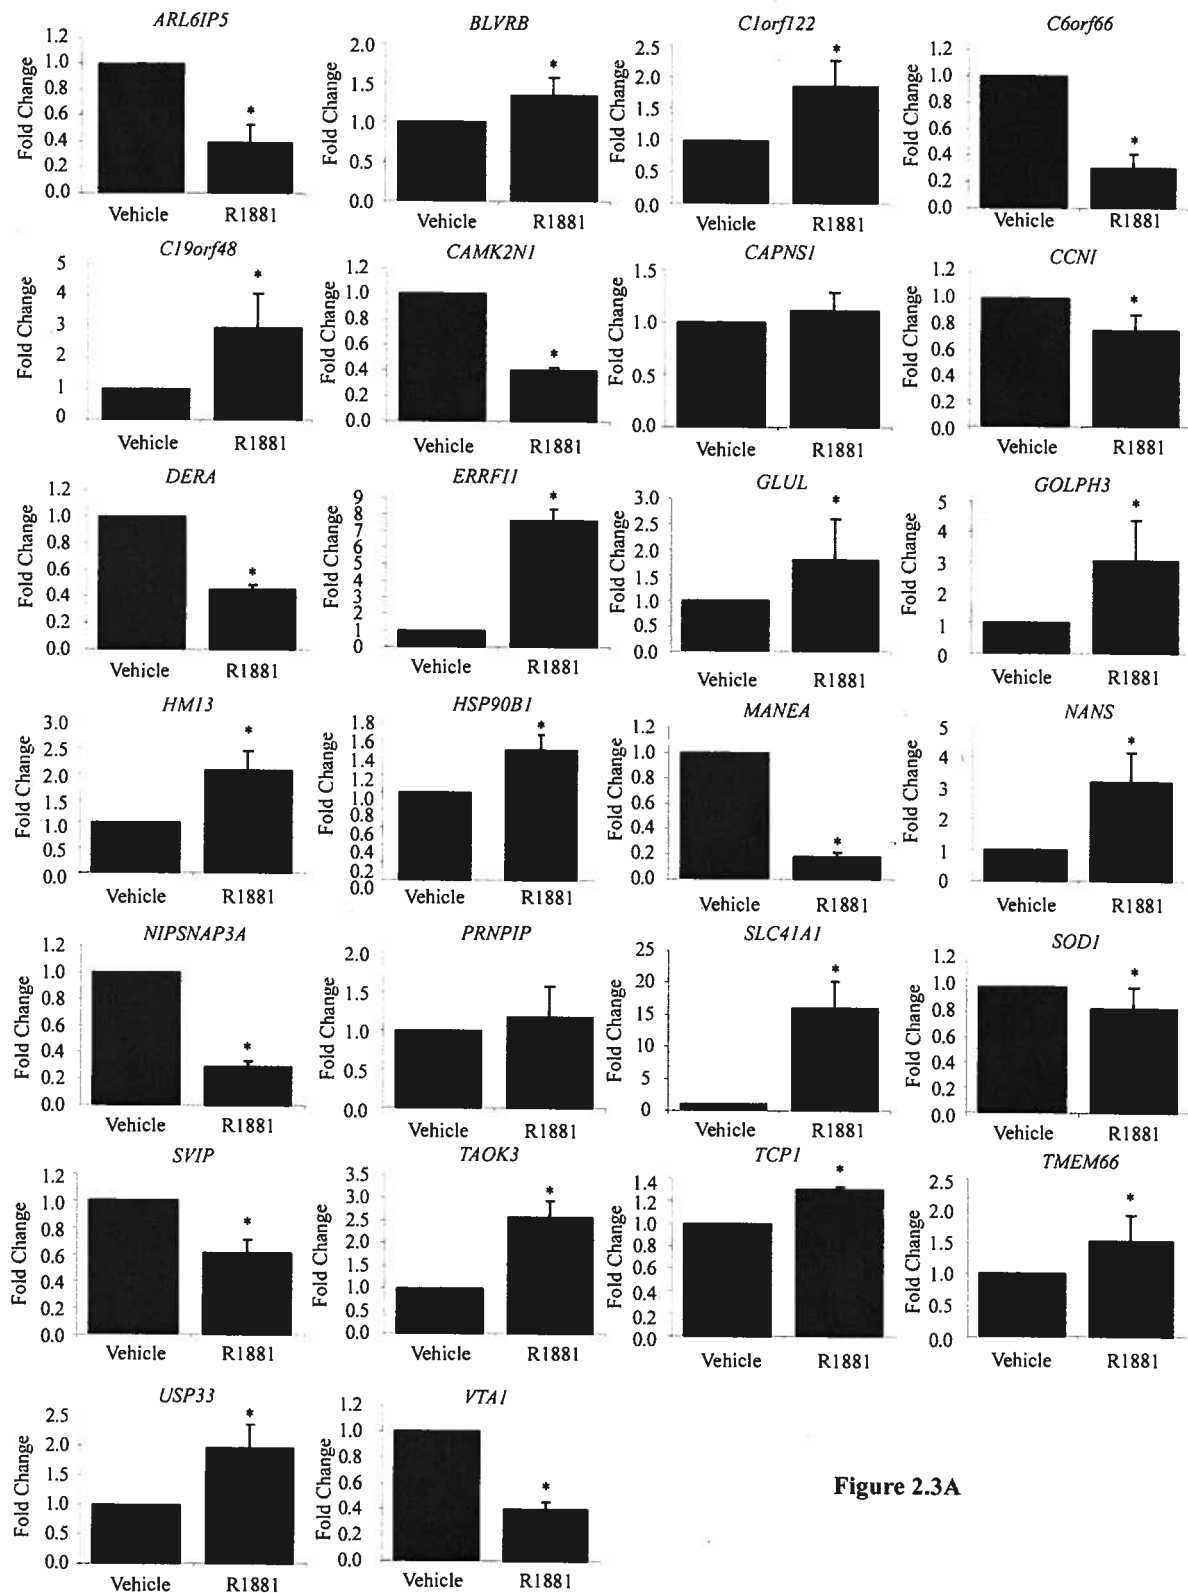 ARL6IP5
Fold Change
1.2
1.0
0.8
0.6
0.4
0.2
0.0
*
Vehicle R1881
BLVRB
Fold Change
2.0
1.5
1.0
0.5
0.0
*
Vehicle R1881
C1orf122
Fold Change
2.5
2.0
1.5
1.0
0.5
0.0
*
Vehicle R1881
C6orf66
Fold Change
1.2
1.0
0.8
0.6
0.4
0.2
0.0
*
Vehicle R1881
C19orf48
Fold Change
5
4
3
2
1
0
*
Vehicle R1881
CAMK2N1
Fold Change
1.2
1.0
0.8
0.6
0.4
0.2
0.0
*
Vehicle R1881
CAPNS1
Fold Change
1.5
1.0
0.5
0.0
Vehicle R1881
CCNI
Fold Change
1.2
1.0
0.8
0.6
0.4
0.2
0.0
*
Vehicle R1881
DERA
Fold Change
1.2
1.0
0.8
0.6
0.4
0.2
0.0
*
Vehicle R1881
ERRFI1
Fold Change
9
8
7
6
5
4
3
2
1
0
*
Vehicle R1881
GLUL
Fold Change
3.0
2.5
2.0
1.5
1.0
0.5
0.0
*
Vehicle R1881
GOLPH3
Fold Change
5
4
3
2
1
0
*
Vehicle R1881
HM13
Fold Change
3.0
2.5
2.0
1.5
1.0
0.5
0.0
*
Vehicle R1881
HSP90B1
Fold Change
1.8
1.6
1.4
1.2
1.0
0.8
0.6
0.4
0.2
0.0
*
Vehicle R1881
MANEA
Fold Change
1.2
1.0
0.8
0.6
0.4
0.2
0.0
*
Vehicle R1881
NANS
Fold Change
5
4
3
2
1
0
*
Vehicle R1881
NIPSNAP3A
Fold Change
1.2
1.0
0.8
0.6
0.4
0.2
0.0
*
Vehicle R1881
PRNPIP
Fold Change
2.0
1.5
1.0
0.5
0.0
Vehicle R1881
SLC41A1
Fold Change
25
20
15
10
5
0
*
Vehicle R1881
SOD1
Fold Change
1.2
1.0
0.8
0.6
0.4
0.2
0.0
*
Vehicle R1881
SVIP
Fold Change
1.2
1.0
0.8
0.6
0.4
0.2
0.0
*
Vehicle R1881
TAOK3
Fold Change
3.5
3.0
2.5
2.0
1.5
1.0
0.5
0.0
*
Vehicle R1881
TCP1
Fold Change
1.4
1.2
1.0
0.8
0.6
0.4
0.2
0.0
*
Vehicle R1881
TMEM66
Fold Change
2.5
2.0
1.5
1.0
0.5
0.0
*
Vehicle R1881
USP33
Fold Change
2.5
2.0
1.5
1.0
0.5
0.0
*
Vehicle R1881
VTA1
Fold Change
1.2
1.0
0.8
0.6
0.4
0.2
0.0
*
Vehicle R1881
Figure 2.3A